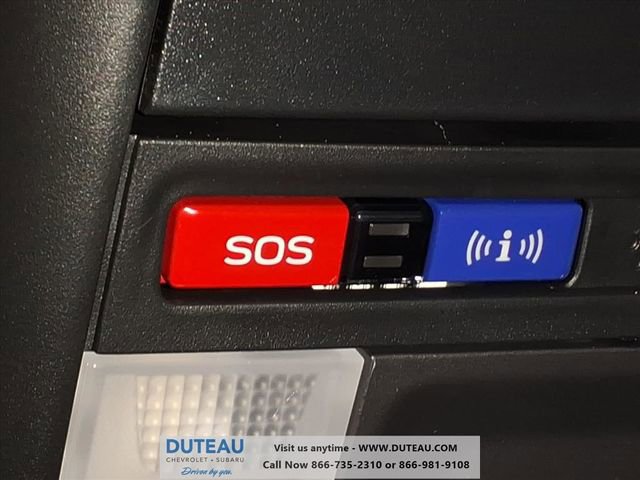 SOS
((i))
DUTEAU
CHEVROLET • SUBARU
Driven by you.
Visit us anytime - WWW.DUTEAU.COM
Call Now 866-735-2310 or 866-981-9108